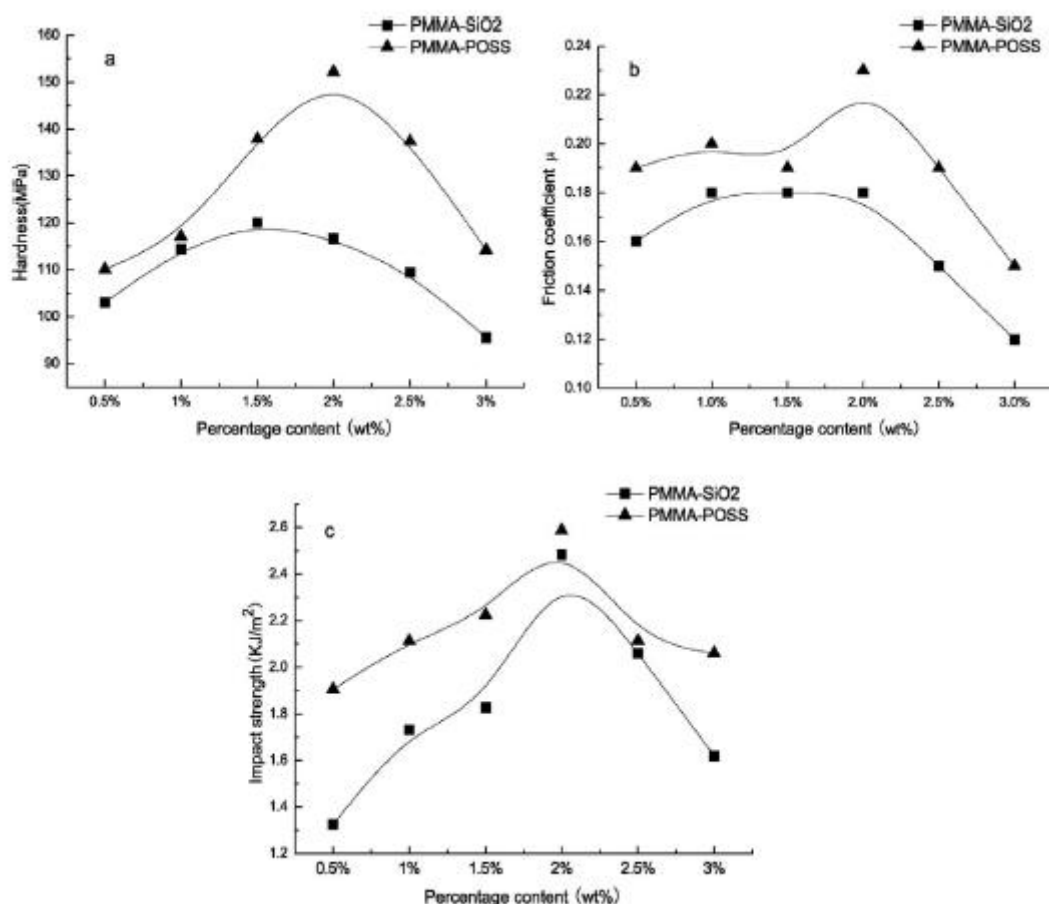 a
PMMA-SiO2
PMMA-POSS
160
150
140
130
120
110
100
90
Hardness(MPa)
0.5% 1% 1.5% 2% 2.5% 3%
Percentage content (wt%)
b
PMMA-SiO2
PMMA-POSS
0.24
0.22
0.20
0.18
0.16
0.14
0.12
0.10
Friction coefficient μ
0.5% 1.0% 1.5% 2.0% 2.5% 3.0%
Percentage content (wt%)
c
PMMA-SiO2
PMMA-POSS
2.6
2.4
2.2
2.0
1.8
1.6
1.4
1.2
Impact strength(KJ/m²)
0.5% 1% 1.5% 2% 2.5% 3%
Percentage content (wt%)